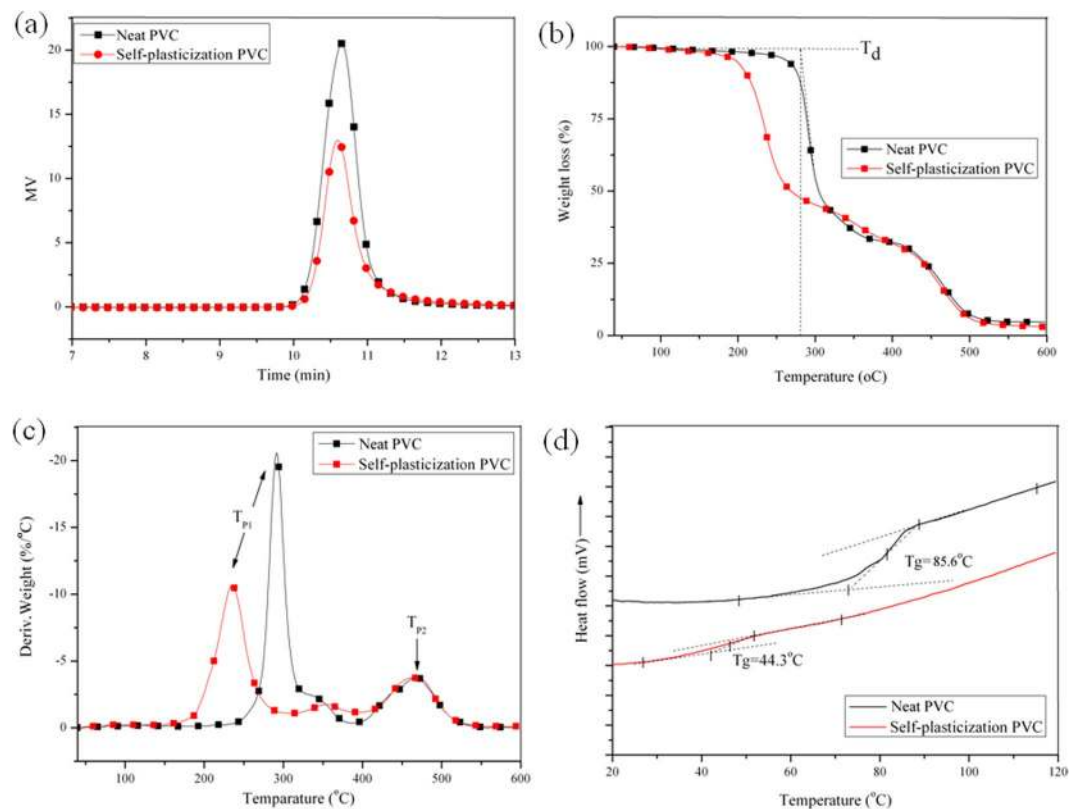 (a)
Neat PVC
Self-plasticization PVC
20
15
10
5
0
MV
7 8 9 10 11 12 13
Time (min)
(b)
T_d
100
75
50
25
0
Weight loss (%)
Neat PVC
Self-plasticization PVC
100 200 300 400 500 600
Temperature (oC)
(c)
Neat PVC
Self-plasticization PVC
-20
-15
-10
-5
0
Deriv. Weight (%/°C)
T_P1
T_P2
100 200 300 400 500 600
Temparature (°C)
(d)
Heat flow (mV)
Tg=85.6°C
Tg=44.3°C
Neat PVC
Self-plasticization PVC
20 40 60 80 100 120
Temperature (°C)